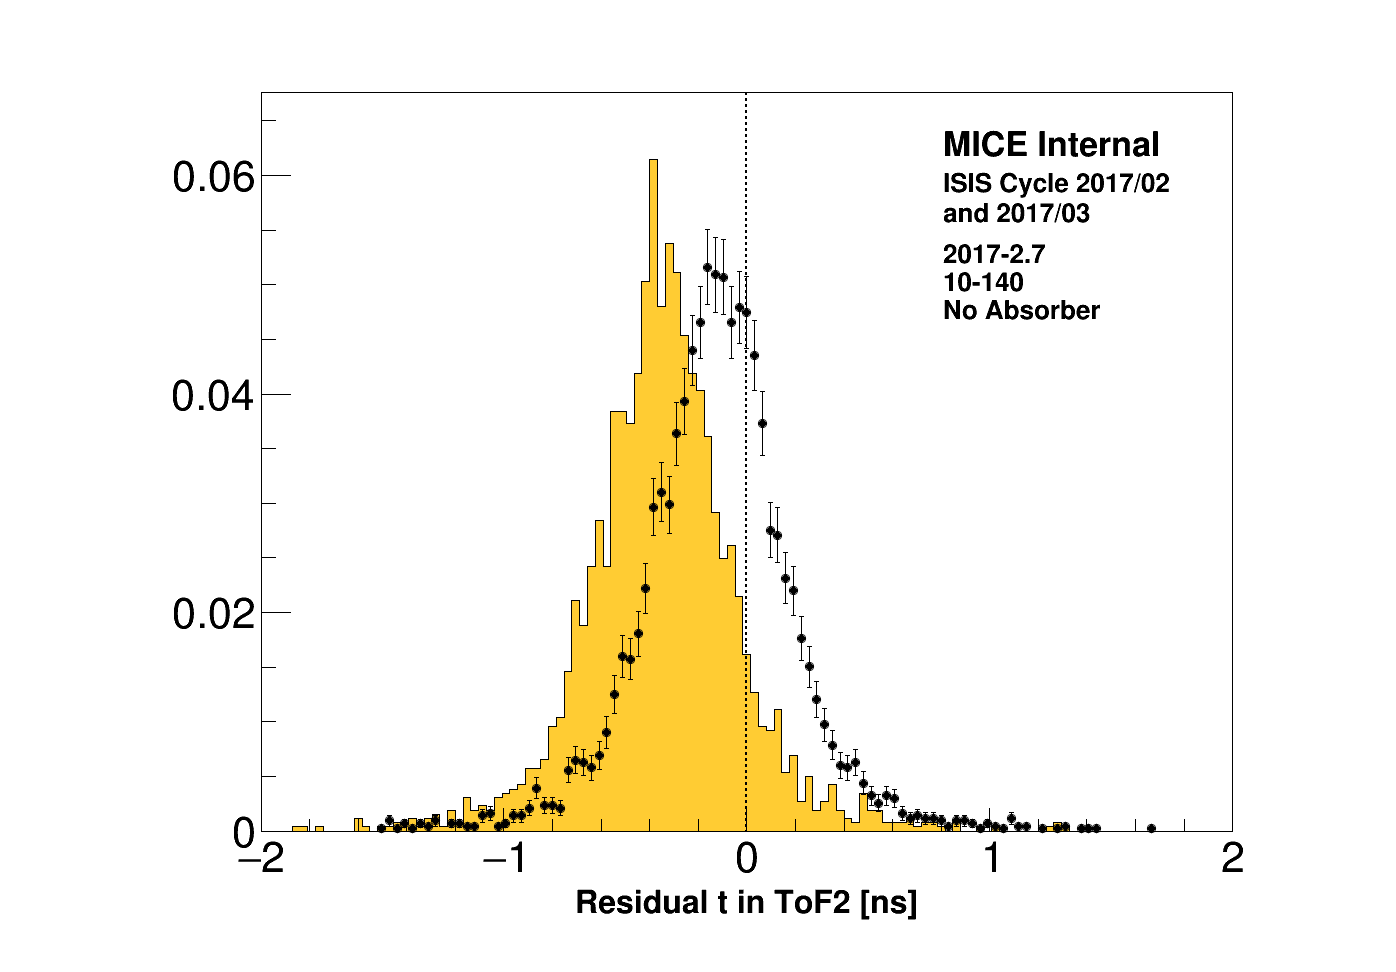 MICE Internal
ISIS Cycle 2017/02
and 2017/03
2017-2.7
10-140
No Absorber
0.06
0.04
0.02
0
−2 −1 0 1 2
Residual t in ToF2 [ns]